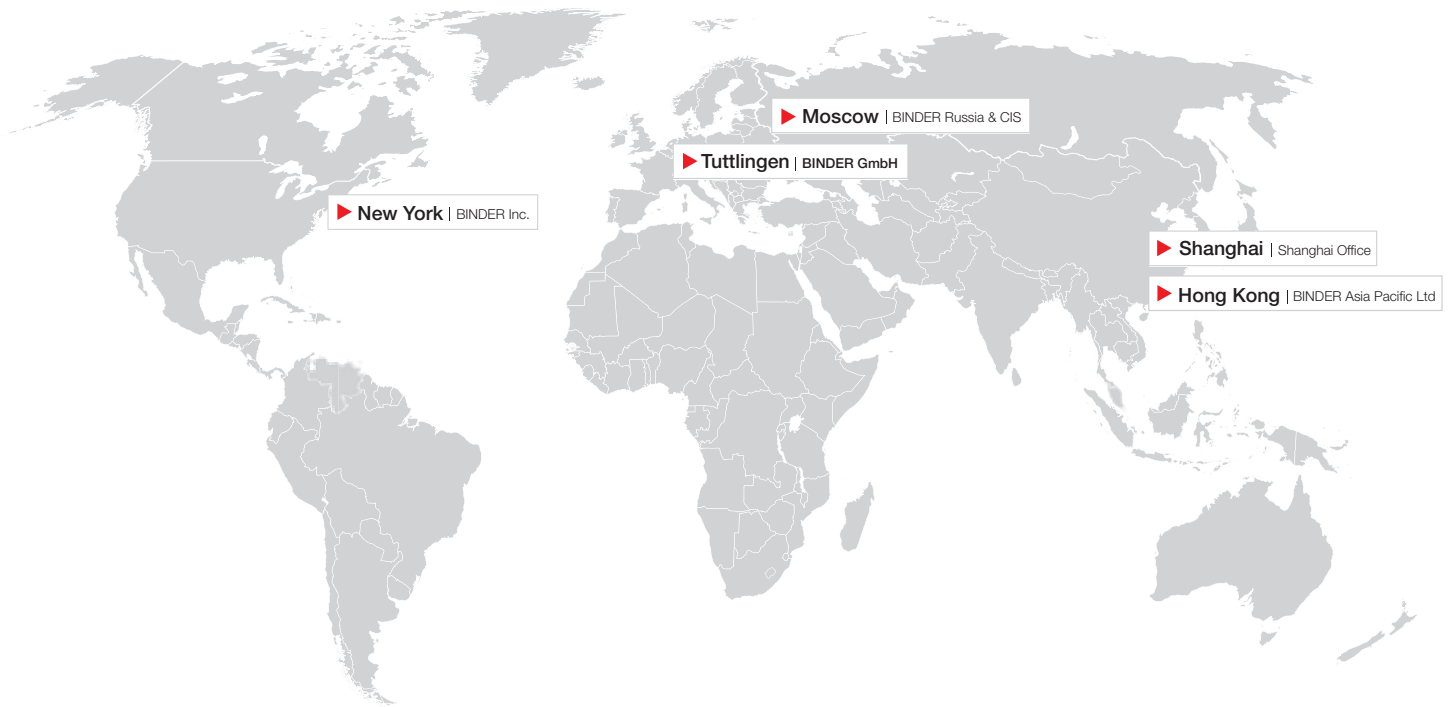 Moscow | BINDER Russia & CIS
Tuttlingen | BINDER GmbH
New York | BINDER Inc.
Shanghai | Shanghai Office
Hong Kong | BINDER Asia Pacific Ltd